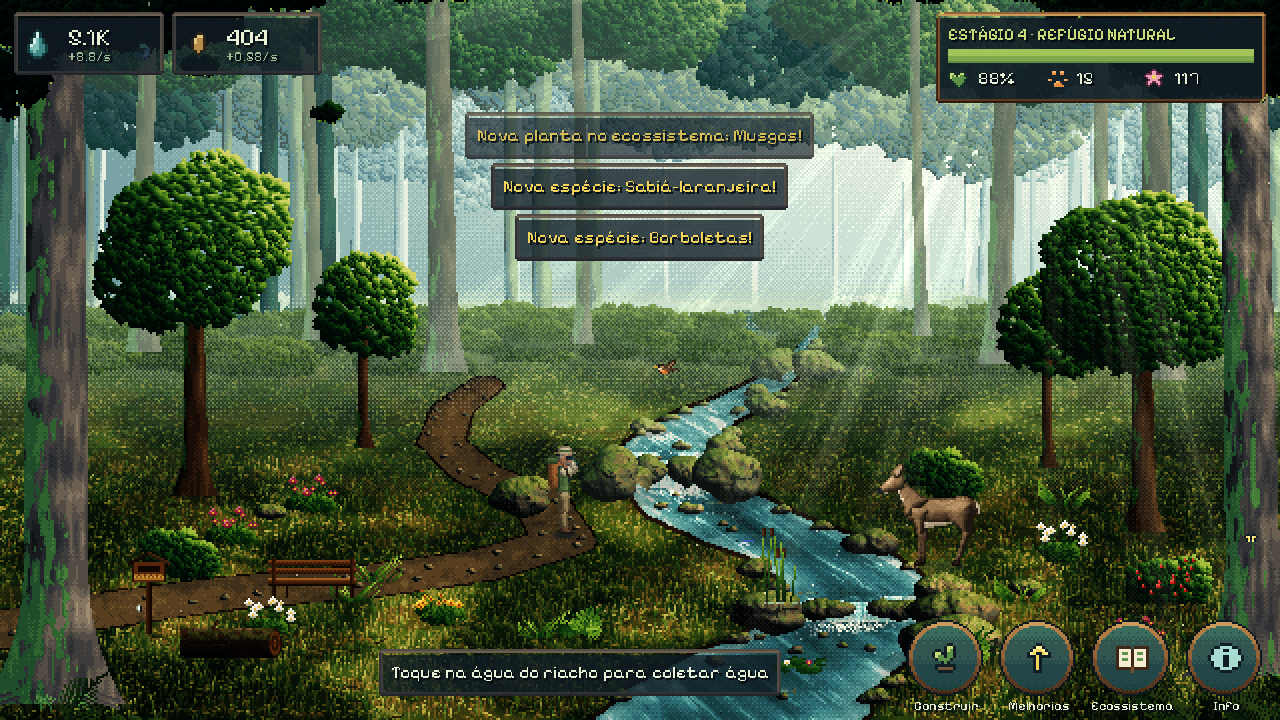 9.1K
+8.8/s
404
+0.98/s
ESTÁGIO 4 · REFÚGIO NATURAL
88%
19
117
Nova planta no ecossistema: Musgos!
Nova espécie: Sabiá-laranjeira!
Nova espécie: Borboletas!
Toque na água do riacho para coletar água
Construir
Melhorias
Ecossistema
Info